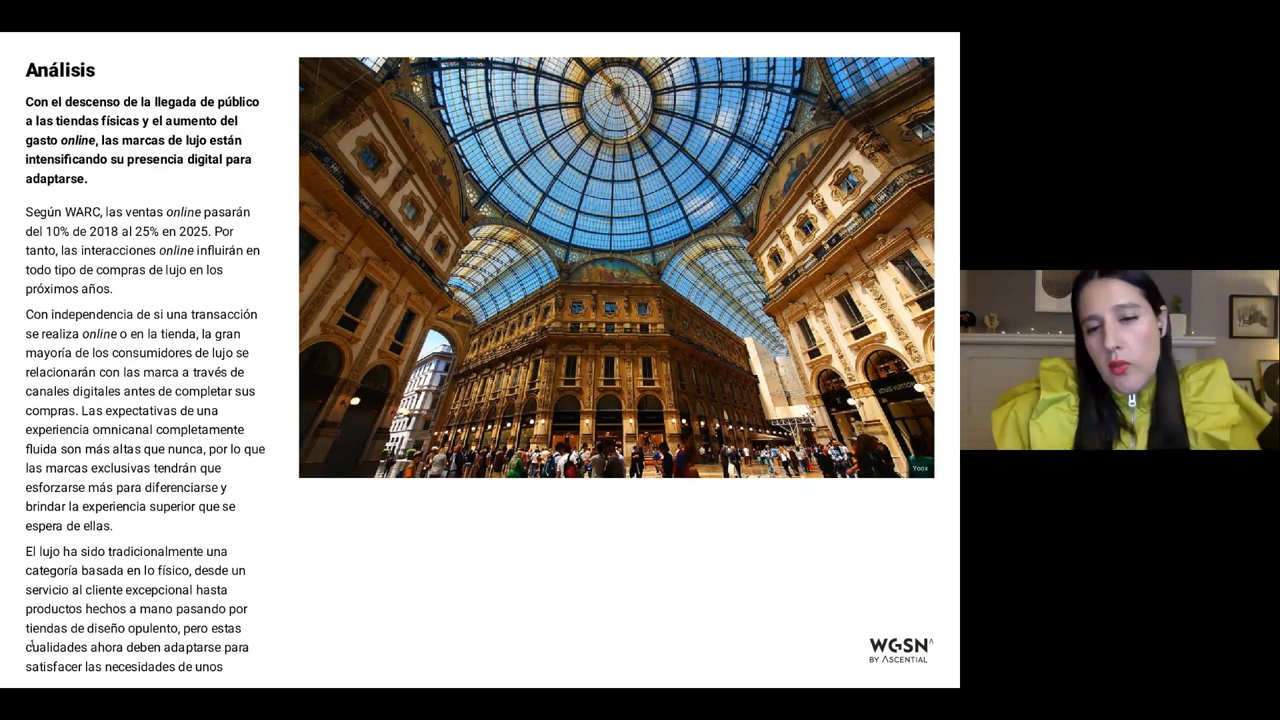 Análisis
Con el descenso de la llegada de público
a las tiendas físicas y el aumento del
gasto online, las marcas de lujo están
intensificando su presencia digital para
adaptarse.
Según WARC, las ventas online pasarán
del 10% de 2018 al 25% en 2025. Por
tanto, las interacciones online influirán en
todo tipo de compras de lujo en los
próximos años.
Con independencia de si una transacción
se realiza online o en la tienda, la gran
mayoría de los consumidores de lujo se
relacionarán con las marca a través de
canales digitales antes de completar sus
compras. Las expectativas de una
experiencia omnicanal completamente
fluida son más altas que nunca, por lo que
las marcas exclusivas tendrán que
esforzarse más para diferenciarse y
brindar la experiencia superior que se
espera de ellas.
El lujo ha sido tradicionalmente una
categoría basada en lo físico, desde un
servicio al cliente excepcional hasta
productos hechos a mano pasando por
tiendas de diseño opulento, pero estas
cualidades ahora deben adaptarse para
satisfacer las necesidades de unos
1
LOUIS VUITTON
Yoox
WGSN
BY ASCENTIAL